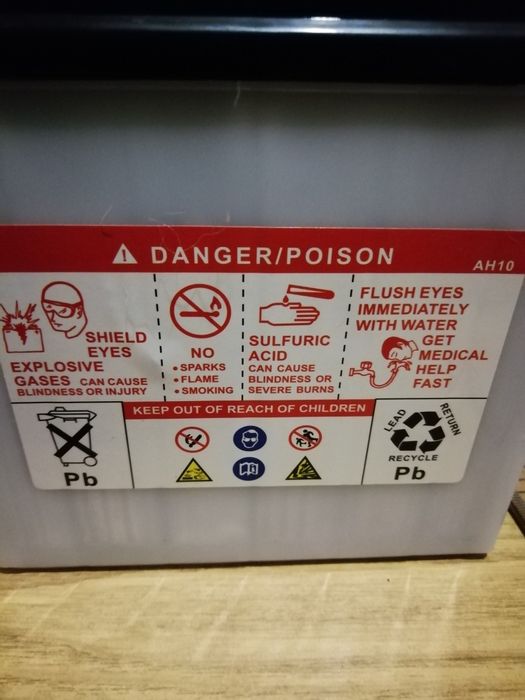 DANGER/POISON
AH10
SHIELD
EYES
EXPLOSIVE
GASES CAN CAUSE
BLINDNESS OR INJURY
NO
• SPARKS
• FLAME
• SMOKING
SULFURIC
ACID
CAN CAUSE
BLINDNESS OR
SEVERE BURNS
FLUSH EYES
IMMEDIATELY
WITH WATER
GET
MEDICAL
HELP
FAST
KEEP OUT OF REACH OF CHILDREN
Pb
LEAD
RETURN
RECYCLE
Pb